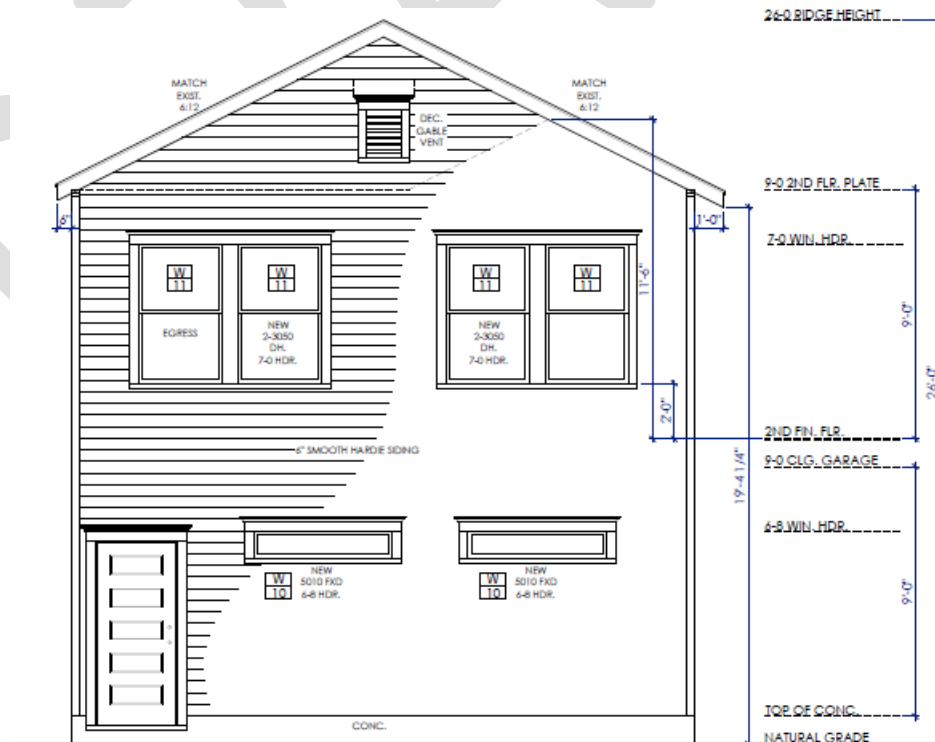 26-0 RIDGE HEIGHT
MATCH
EXIST.
6:12
MATCH
EXIST.
6:12
DEC.
GABLE
VENT
9-0 2ND FLR. PLATE
6"
1'-0"
7-0 WIN. HDR.
W
11
W
11
W
11
W
11
11'-6"
9'-0"
EGRESS
NEW
2-3050
DH.
7-0 HDR.
NEW
2-3050
DH.
7-0 HDR.
26'-0"
2'-0"
2ND FIN. FLR.
6" SMOOTH HARDIE SIDING
9-0 CLG. GARAGE
19'-4 1/4"
6-8 WIN. HDR.
W
10
NEW
5010 FXD
6-8 HDR.
W
10
NEW
5010 FXD
6-8 HDR.
9'-0"
TOP OF CONC.
CONC.
NATURAL GRADE